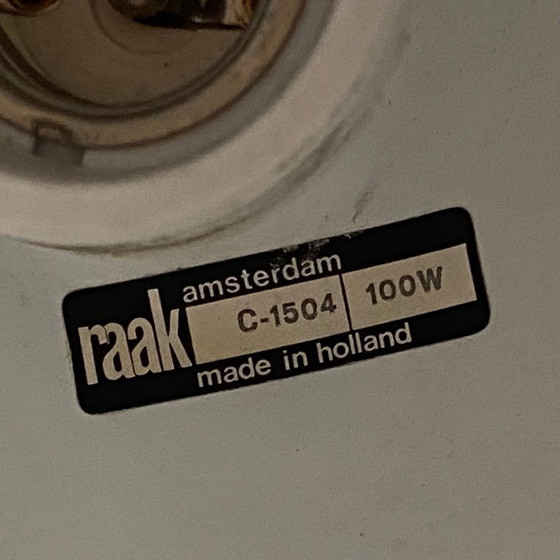 raak
amsterdam
C-1504 100W
made in holland